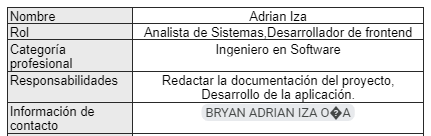 Nombre Adrian Iza
Rol Analista de Sistemas,Desarrollador de frontend
Categoría profesional Ingeniero en Software
Responsabilidades Redactar la documentación del proyecto,
Desarrollo de la aplicación.
Información de contacto BRYAN ADRIAN IZA O�A